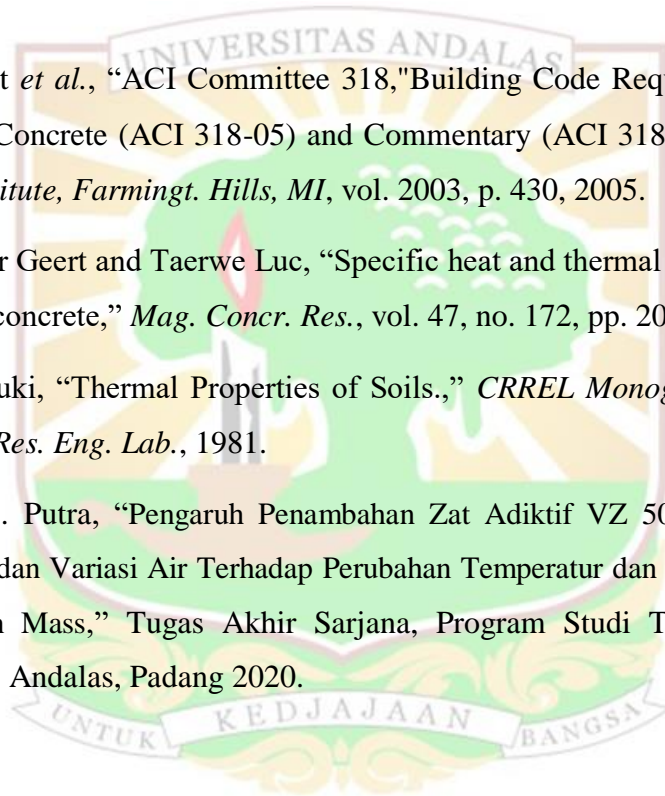 UNIVERSITAS ANDALAS
t et al., “ACI Committee 318,"Building Code Requ
Concrete (ACI 318-05) and Commentary (ACI 318
itute, Farmingt. Hills, MI, vol. 2003, p. 430, 2005.
r Geert and Taerwe Luc, “Specific heat and thermal
concrete,” Mag. Concr. Res., vol. 47, no. 172, pp. 20
uki, “Thermal Properties of Soils.,” CRREL Monog
Res. Eng. Lab., 1981.
. Putra, “Pengaruh Penambahan Zat Adiktif VZ 50
dan Variasi Air Terhadap Perubahan Temperatur dan
n Mass,” Tugas Akhir Sarjana, Program Studi T
Andalas, Padang 2020.
UNTUK KEDJAJAAN BANGSA